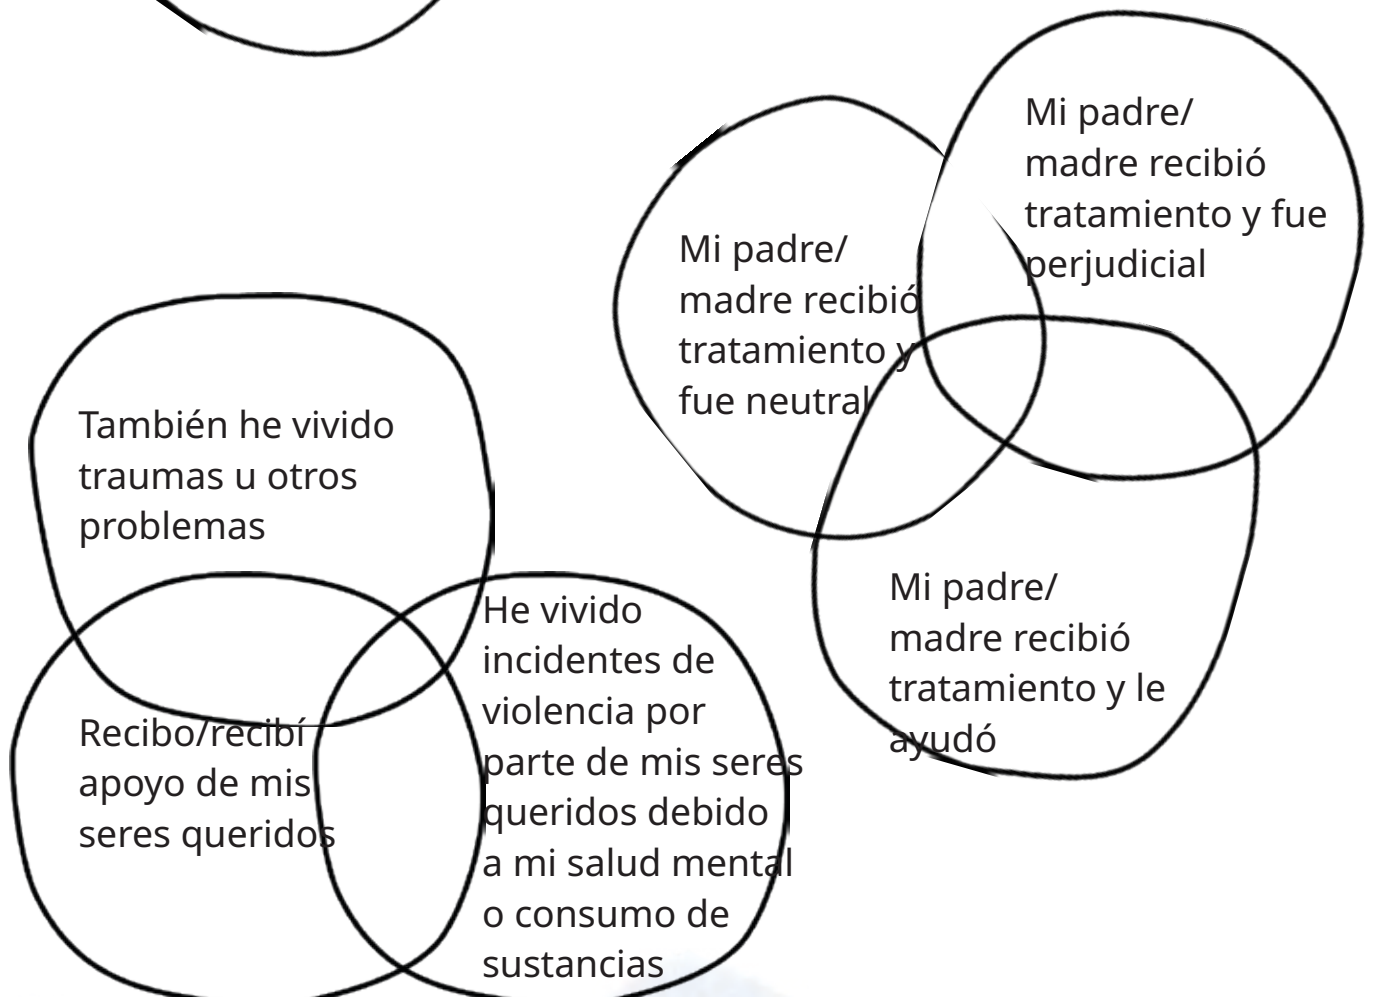 Mi padre/
madre recibió
tratamiento y fue
perjudicial
Mi padre/
madre recibió
tratamiento y
fue neutral
Mi padre/
madre recibió
tratamiento y le
ayudó
También he vivido
traumas u otros
problemas
Recibo/recibí
apoyo de mis
seres queridos
He vivido
incidentes de
violencia por
parte de mis seres
queridos debido
a mi salud mental
o consumo de
sustancias